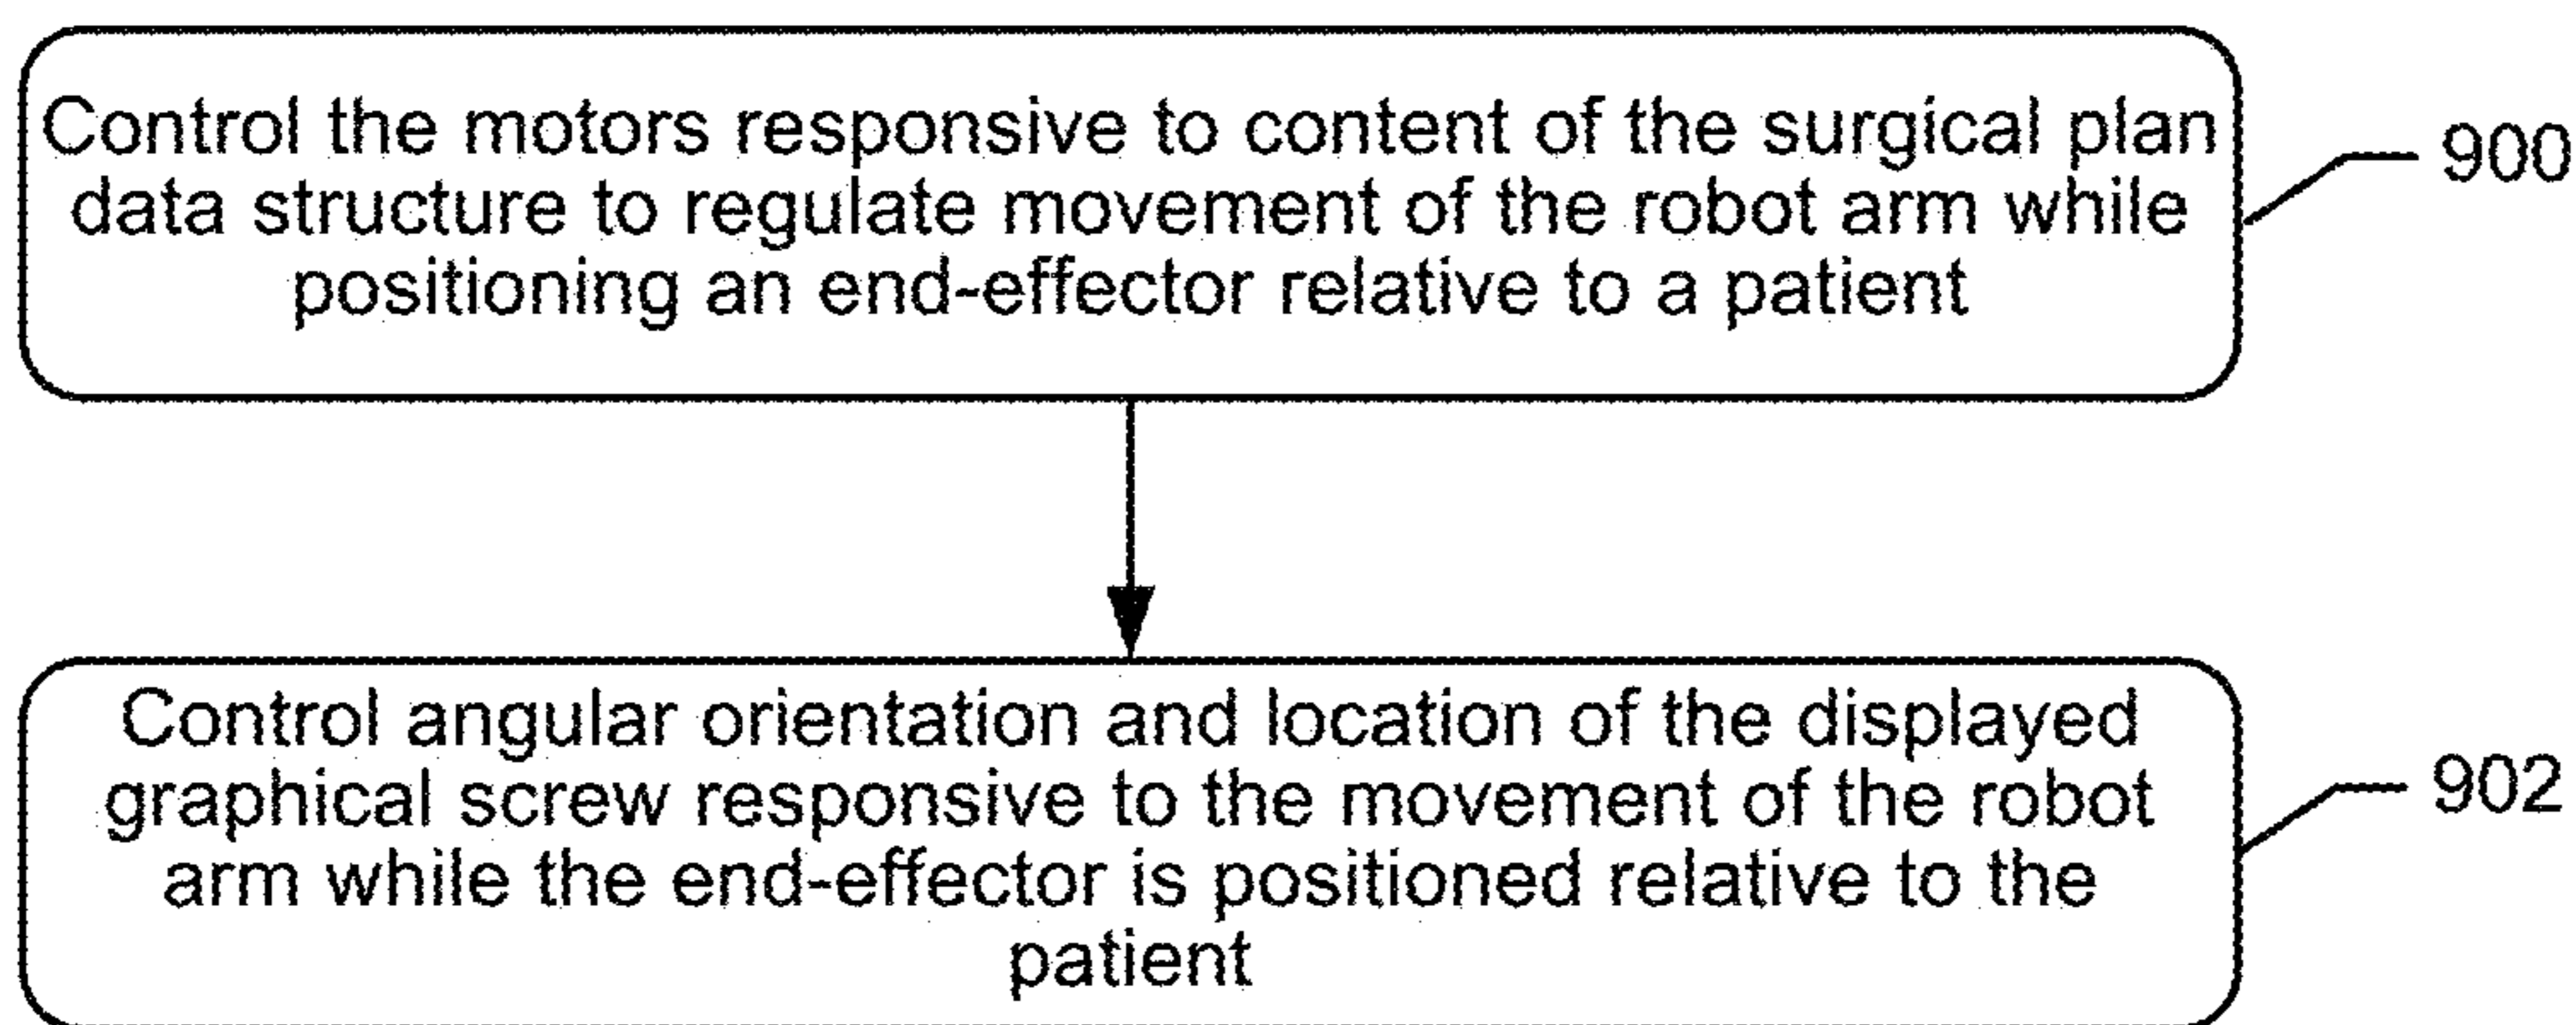 Control the motors responsive to content of the surgical plan
data structure to regulate movement of the robot arm while
positioning an end-effector relative to a patient
900
Control angular orientation and location of the displayed
graphical screw responsive to the movement of the robot
arm while the end-effector is positioned relative to the
patient
902